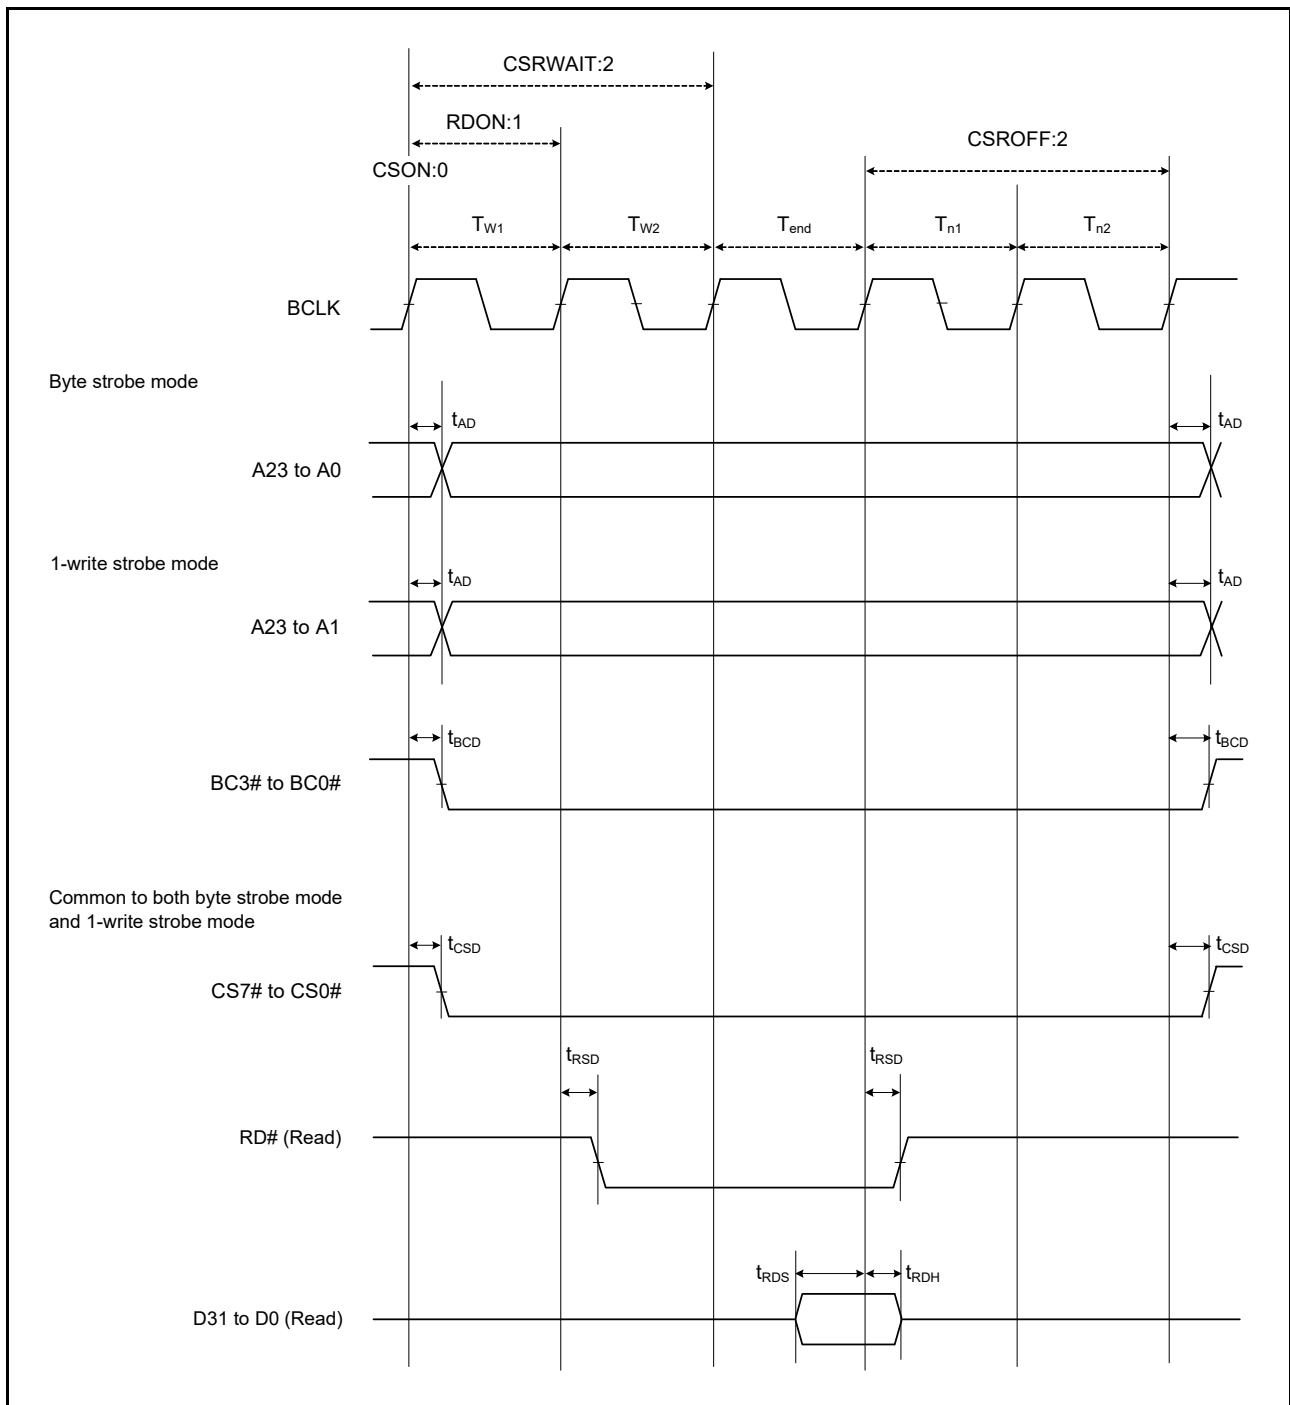 CSRWAIT:2
RDON:1
CSROFF:2
CSON:0
TW1 TW2 Tend Tn1 Tn2
BCLK
Byte strobe mode
tAD tAD
A23 to A0
1-write strobe mode
tAD tAD
A23 to A1
tBCD tBCD
BC3# to BC0#
Common to both byte strobe mode
and 1-write strobe mode
tCSD tCSD
CS7# to CS0#
tRSD tRSD
RD# (Read)
tRDS tRDH
D31 to D0 (Read)